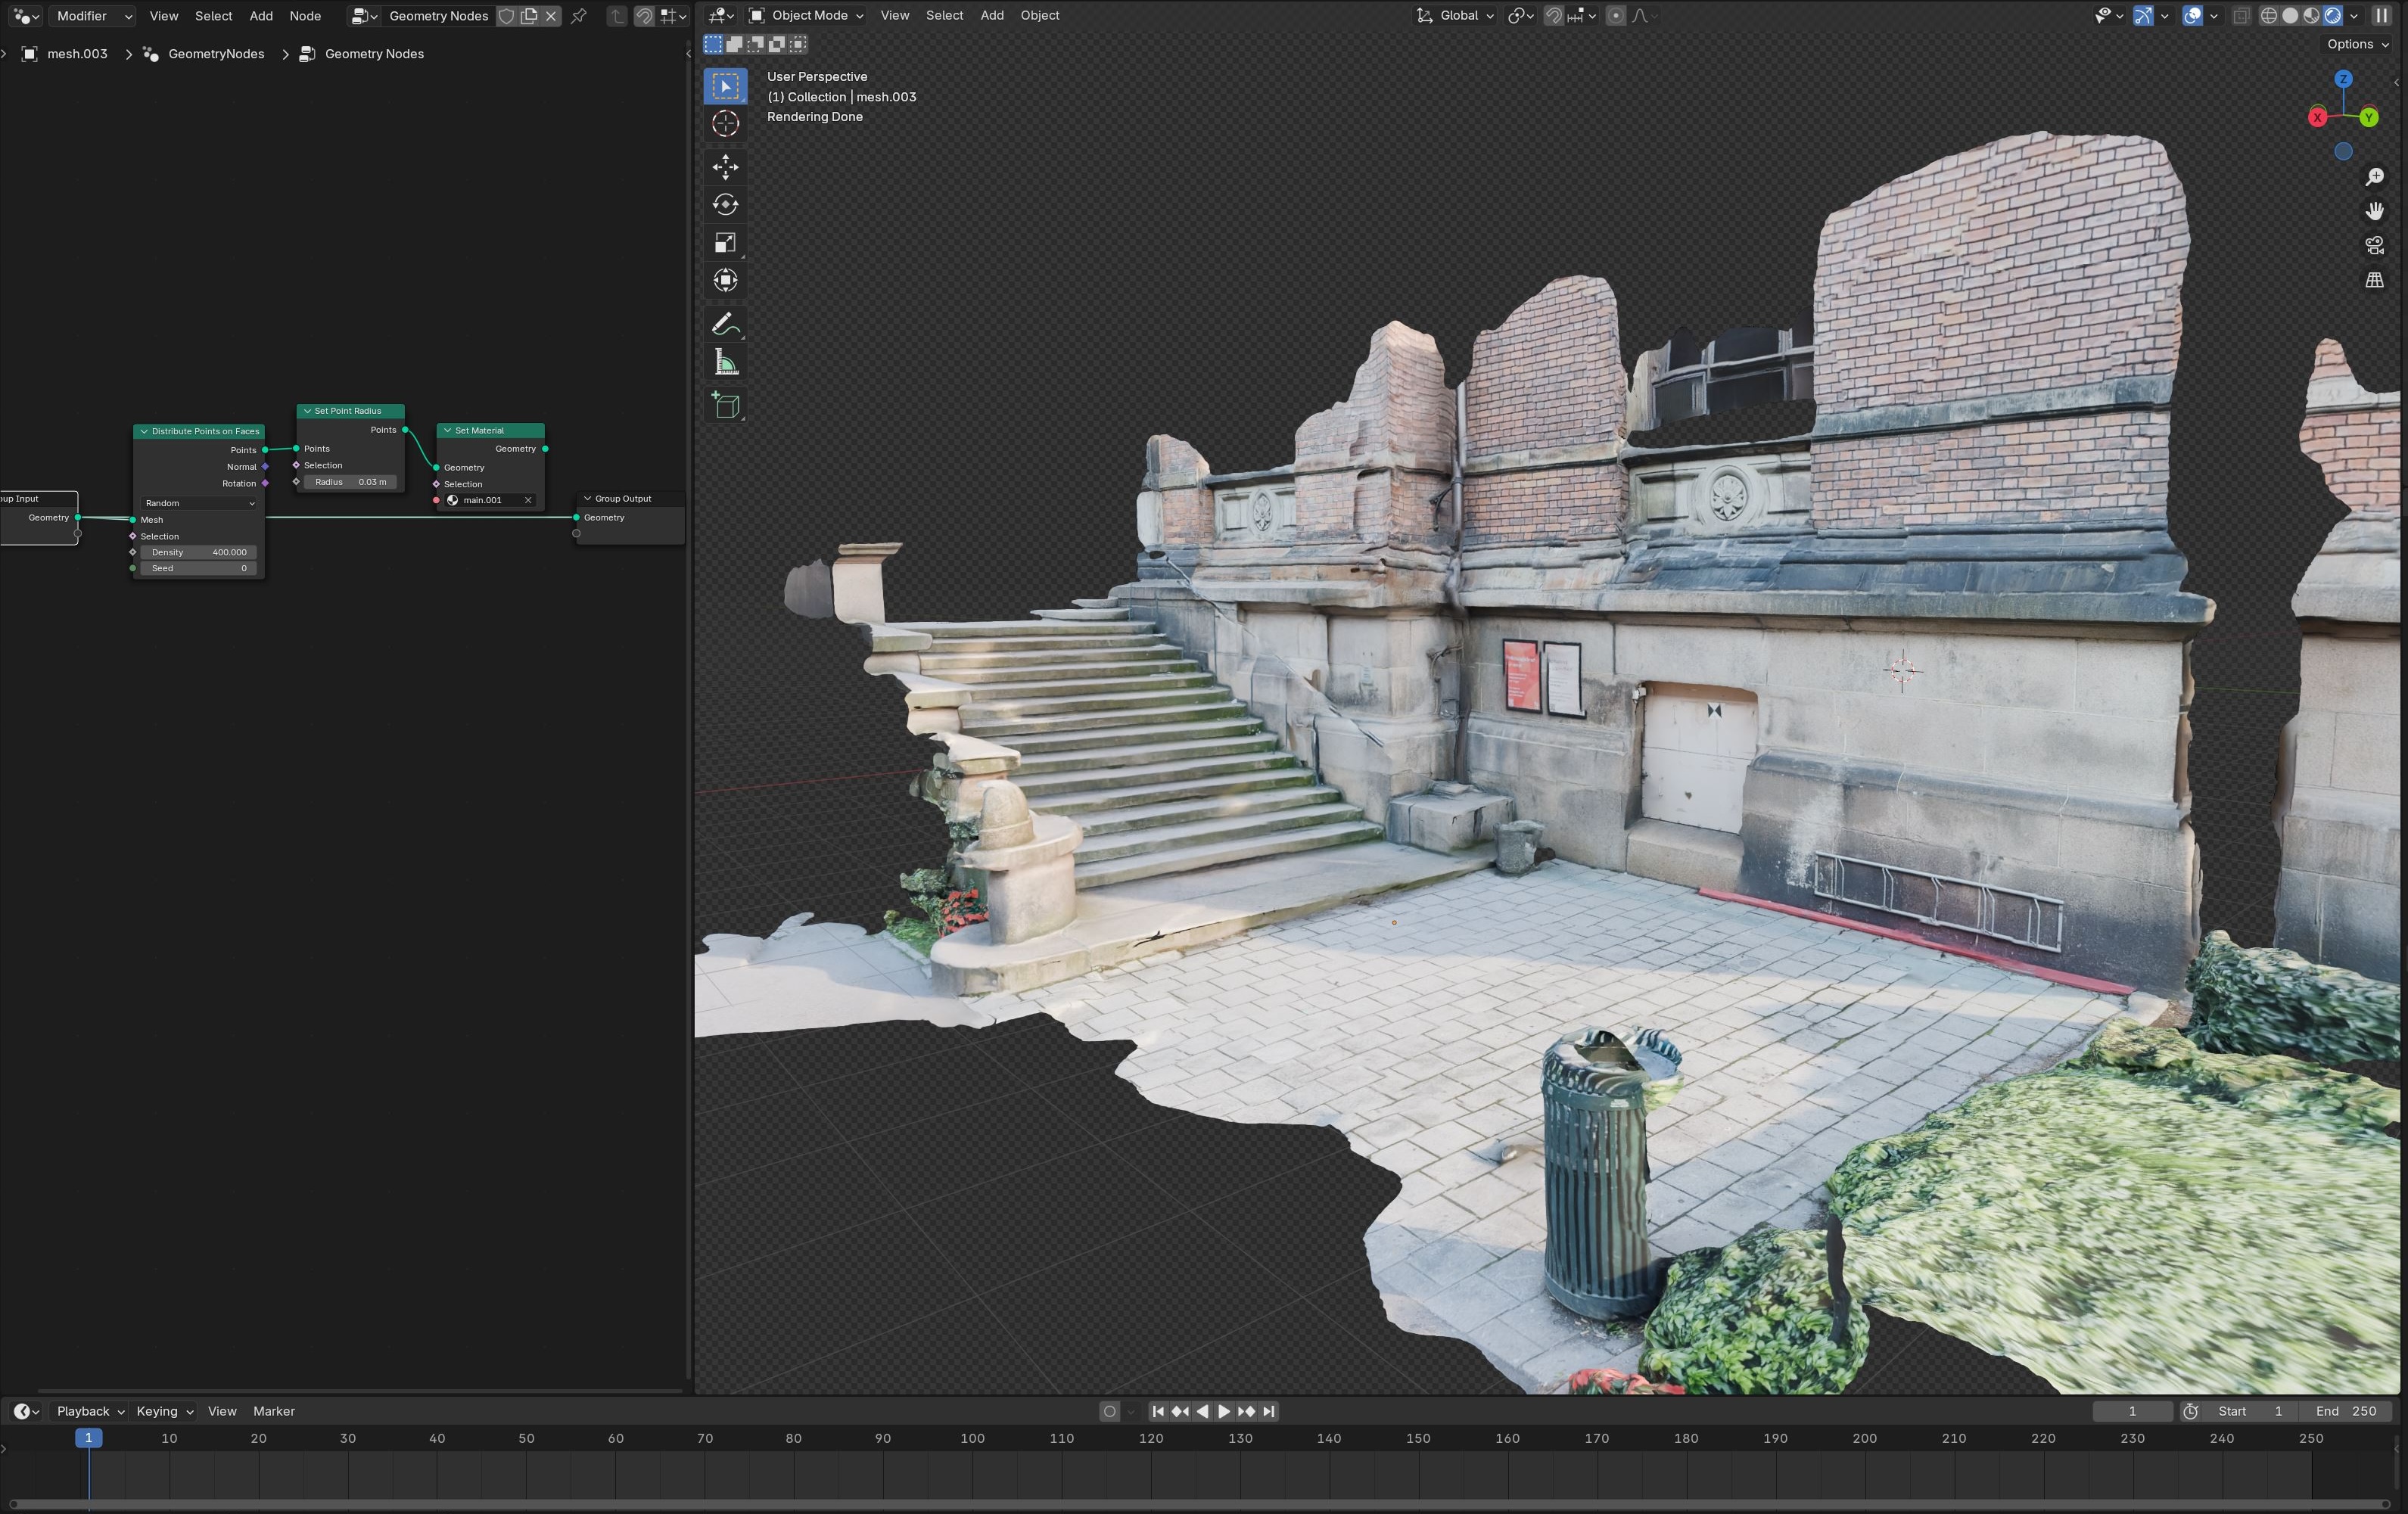 Modifier View Select Add Node Geometry Nodes
mesh.003 GeometryNodes Geometry Nodes
Set Point Radius
Points
Points
Selection
Radius 0.03 m
Distribute Points on Faces
Points
Normal
Rotation
Random
Mesh
Selection
Density 400.000
Seed 0
Set Material
Geometry
Geometry
Selection
main.001
oup Input
Geometry
Group Output
Geometry
Object Mode View Select Add Object Global
Options
User Perspective
(1) Collection | mesh.003
Rendering Done
Z
X Y
Playback Keying View Marker 1 Start 1 End 250
1 10 20 30 40 50 60 70 80 90 100 110 120 130 140 150 160 170 180 190 200 210 220 230 240 250